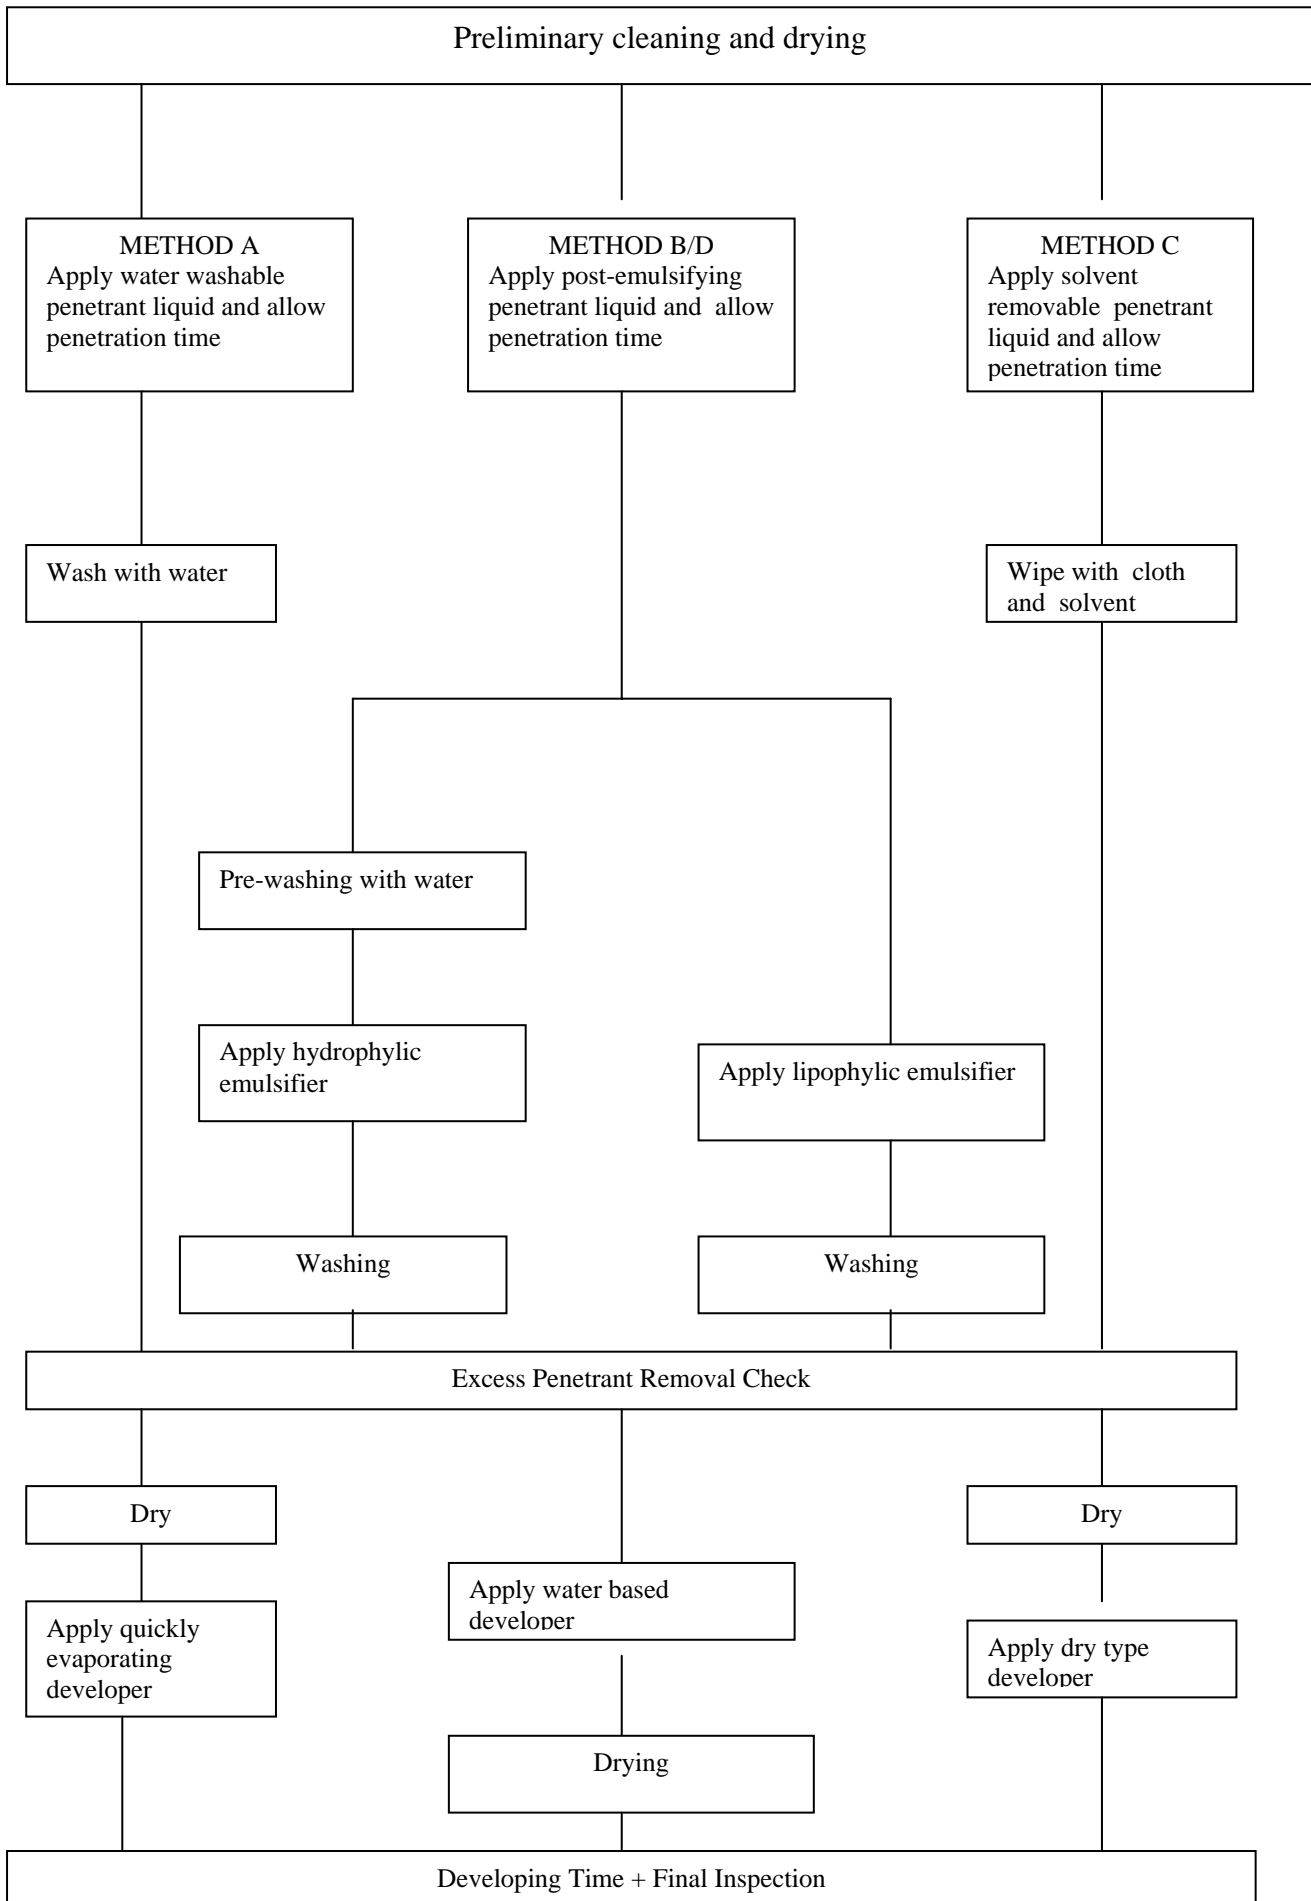 Preliminary cleaning and drying
METHOD A
Apply water washable
penetrant liquid and allow
penetration time
METHOD B/D
Apply post-emulsifying
penetrant liquid and allow
penetration time
METHOD C
Apply solvent
removable penetrant
liquid and allow
penetration time
Wash with water
Wipe with cloth
and solvent
Pre-washing with water
Apply hydrophylic
emulsifier
Apply lipophylic emulsifier
Washing
Washing
Excess Penetrant Removal Check
Dry
Dry
Apply water based
developer
Apply quickly
evaporating
developer
Apply dry type
developer
Drying
Developing Time + Final Inspection